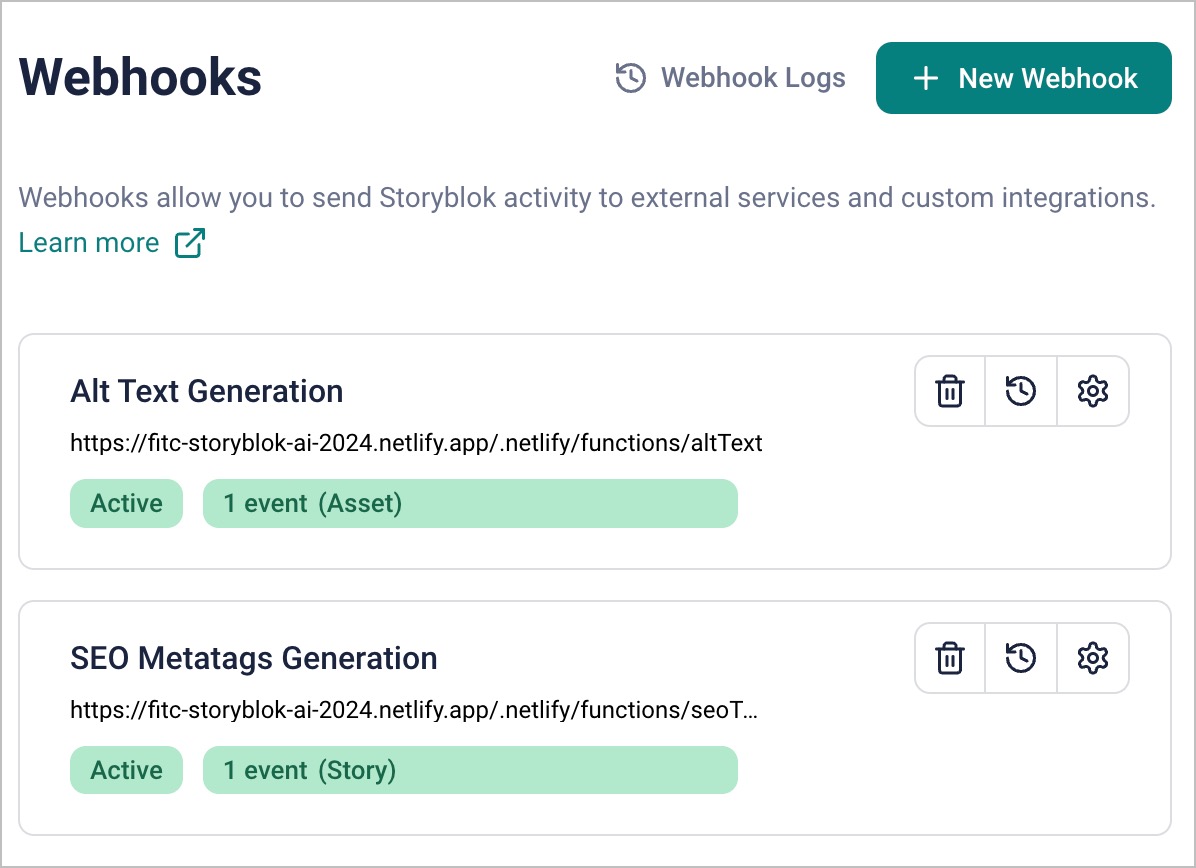 Webhooks
Webhook Logs
New Webhook
Webhooks allow you to send Storyblok activity to external services and custom integrations.
Learn more
Alt Text Generation
https://fitc-storyblok-ai-2024.netlify.app/.netlify/functions/altText
Active
1 event (Asset)
SEO Metatags Generation
https://fitc-storyblok-ai-2024.netlify.app/.netlify/functions/seoT...
Active
1 event (Story)